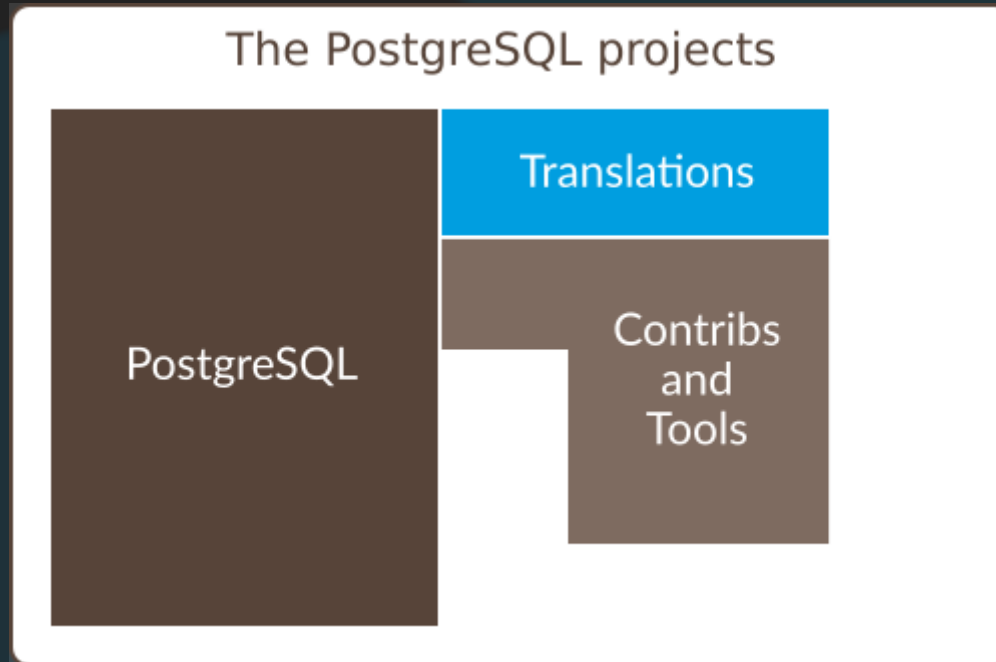 The PostgreSQL projects
PostgreSQL
Translations
Contribs
and
Tools